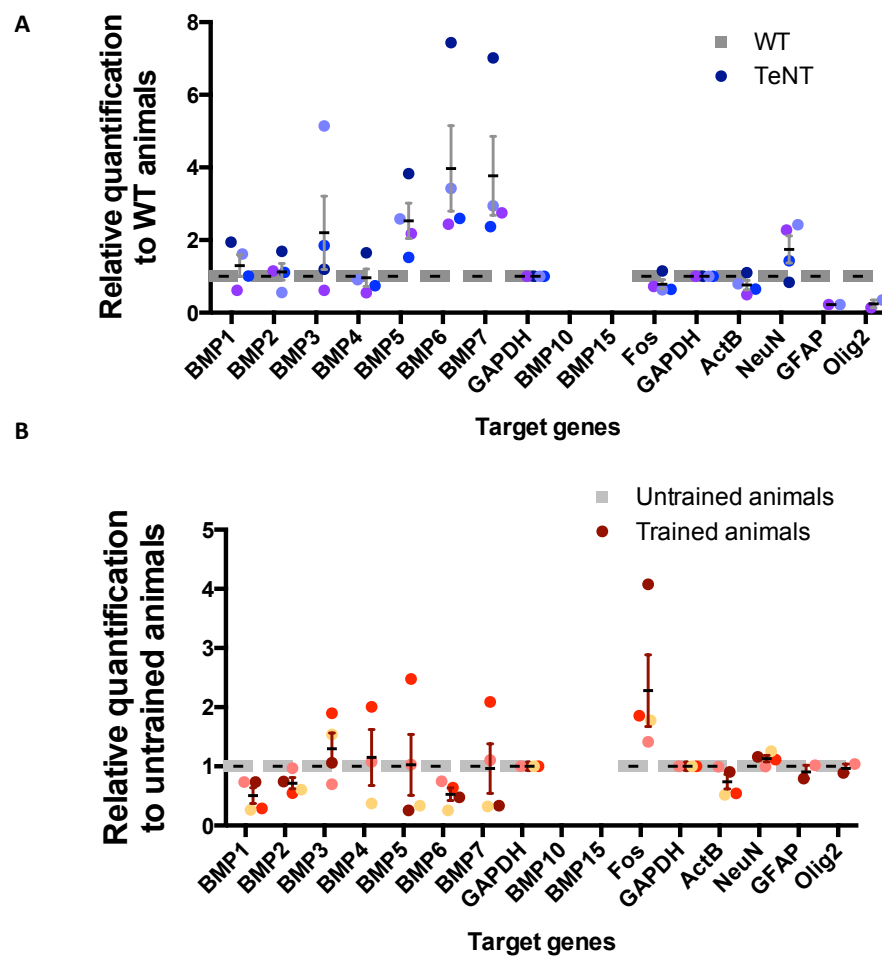 A
Relative quantification
to WT animals
8
6
4
2
0
WT
TeNT
BMP1
BMP2
BMP3
BMP4
BMP5
BMP6
BMP7
GAPDH
BMP10
BMP15
Fos
GAPDH
ActB
NeuN
GFAP
Olig2
Target genes
B
Relative quantification
to untrained animals
5
4
3
2
1
0
Untrained animals
Trained animals
BMP1
BMP2
BMP3
BMP4
BMP5
BMP6
BMP7
GAPDH
BMP10
BMP15
Fos
GAPDH
ActB
NeuN
GFAP
Olig2
Target genes